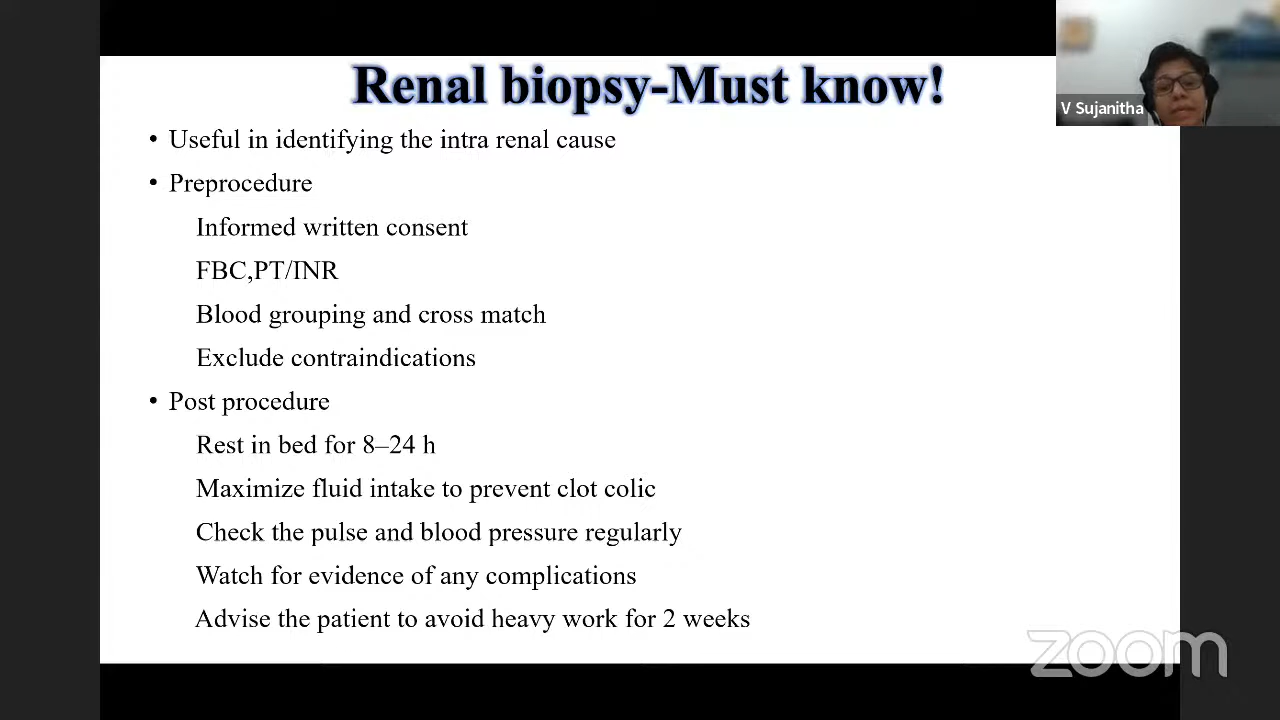 Renal biopsy-Must know!
V Sujanitha
• Useful in identifying the intra renal cause
• Preprocedure
Informed written consent
FBC,PT/INR
Blood grouping and cross match
Exclude contraindications
• Post procedure
Rest in bed for 8–24 h
Maximize fluid intake to prevent clot colic
Check the pulse and blood pressure regularly
Watch for evidence of any complications
Advise the patient to avoid heavy work for 2 weeks
zoom